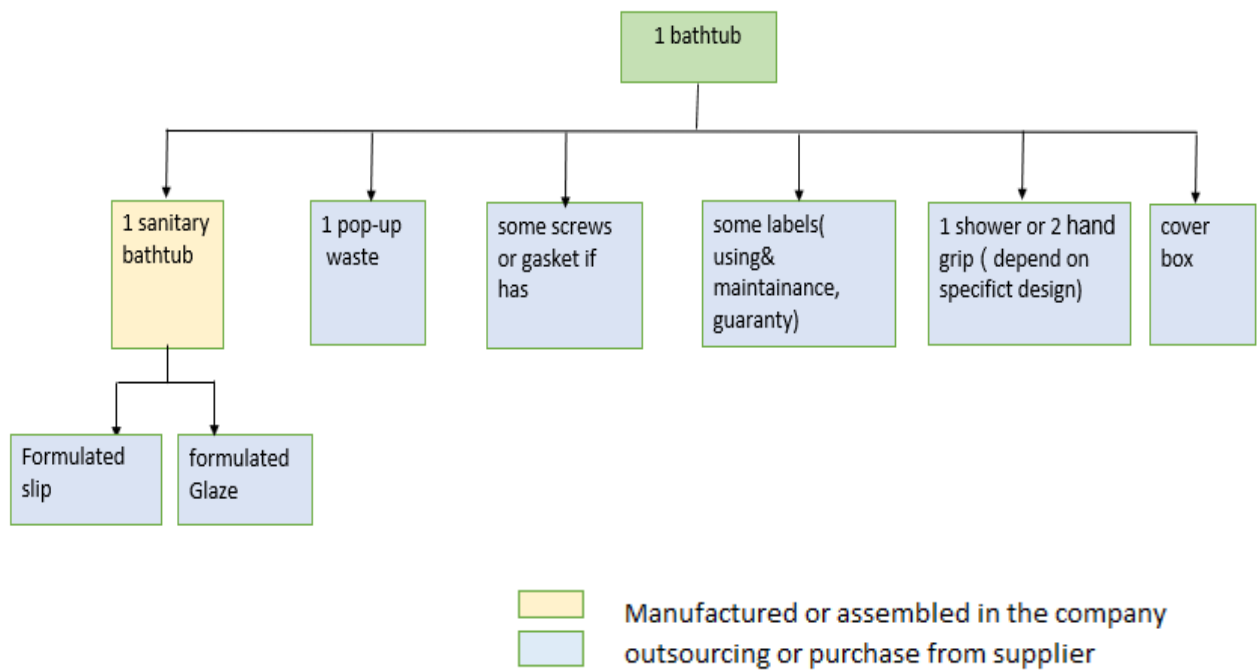 1 bathtub
1 sanitary
bathtub
1 pop-up
waste
some screws
or gasket if
has
some labels(
using&
maintainance,
guaranty)
1 shower or 2 hand
grip ( depend on
specifict design)
cover
box
Formulated
slip
formulated
Glaze
Manufactured or assembled in the company
outsourcing or purchase from supplier